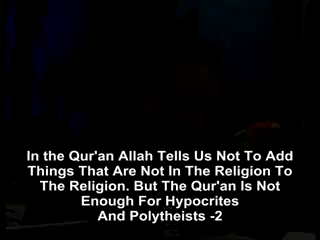 In the Qur'an Allah Tells Us Not To Add
Things That Are Not In The Religion To
The Religion. But The Qur'an Is Not
Enough For Hypocrites
And Polytheists -2